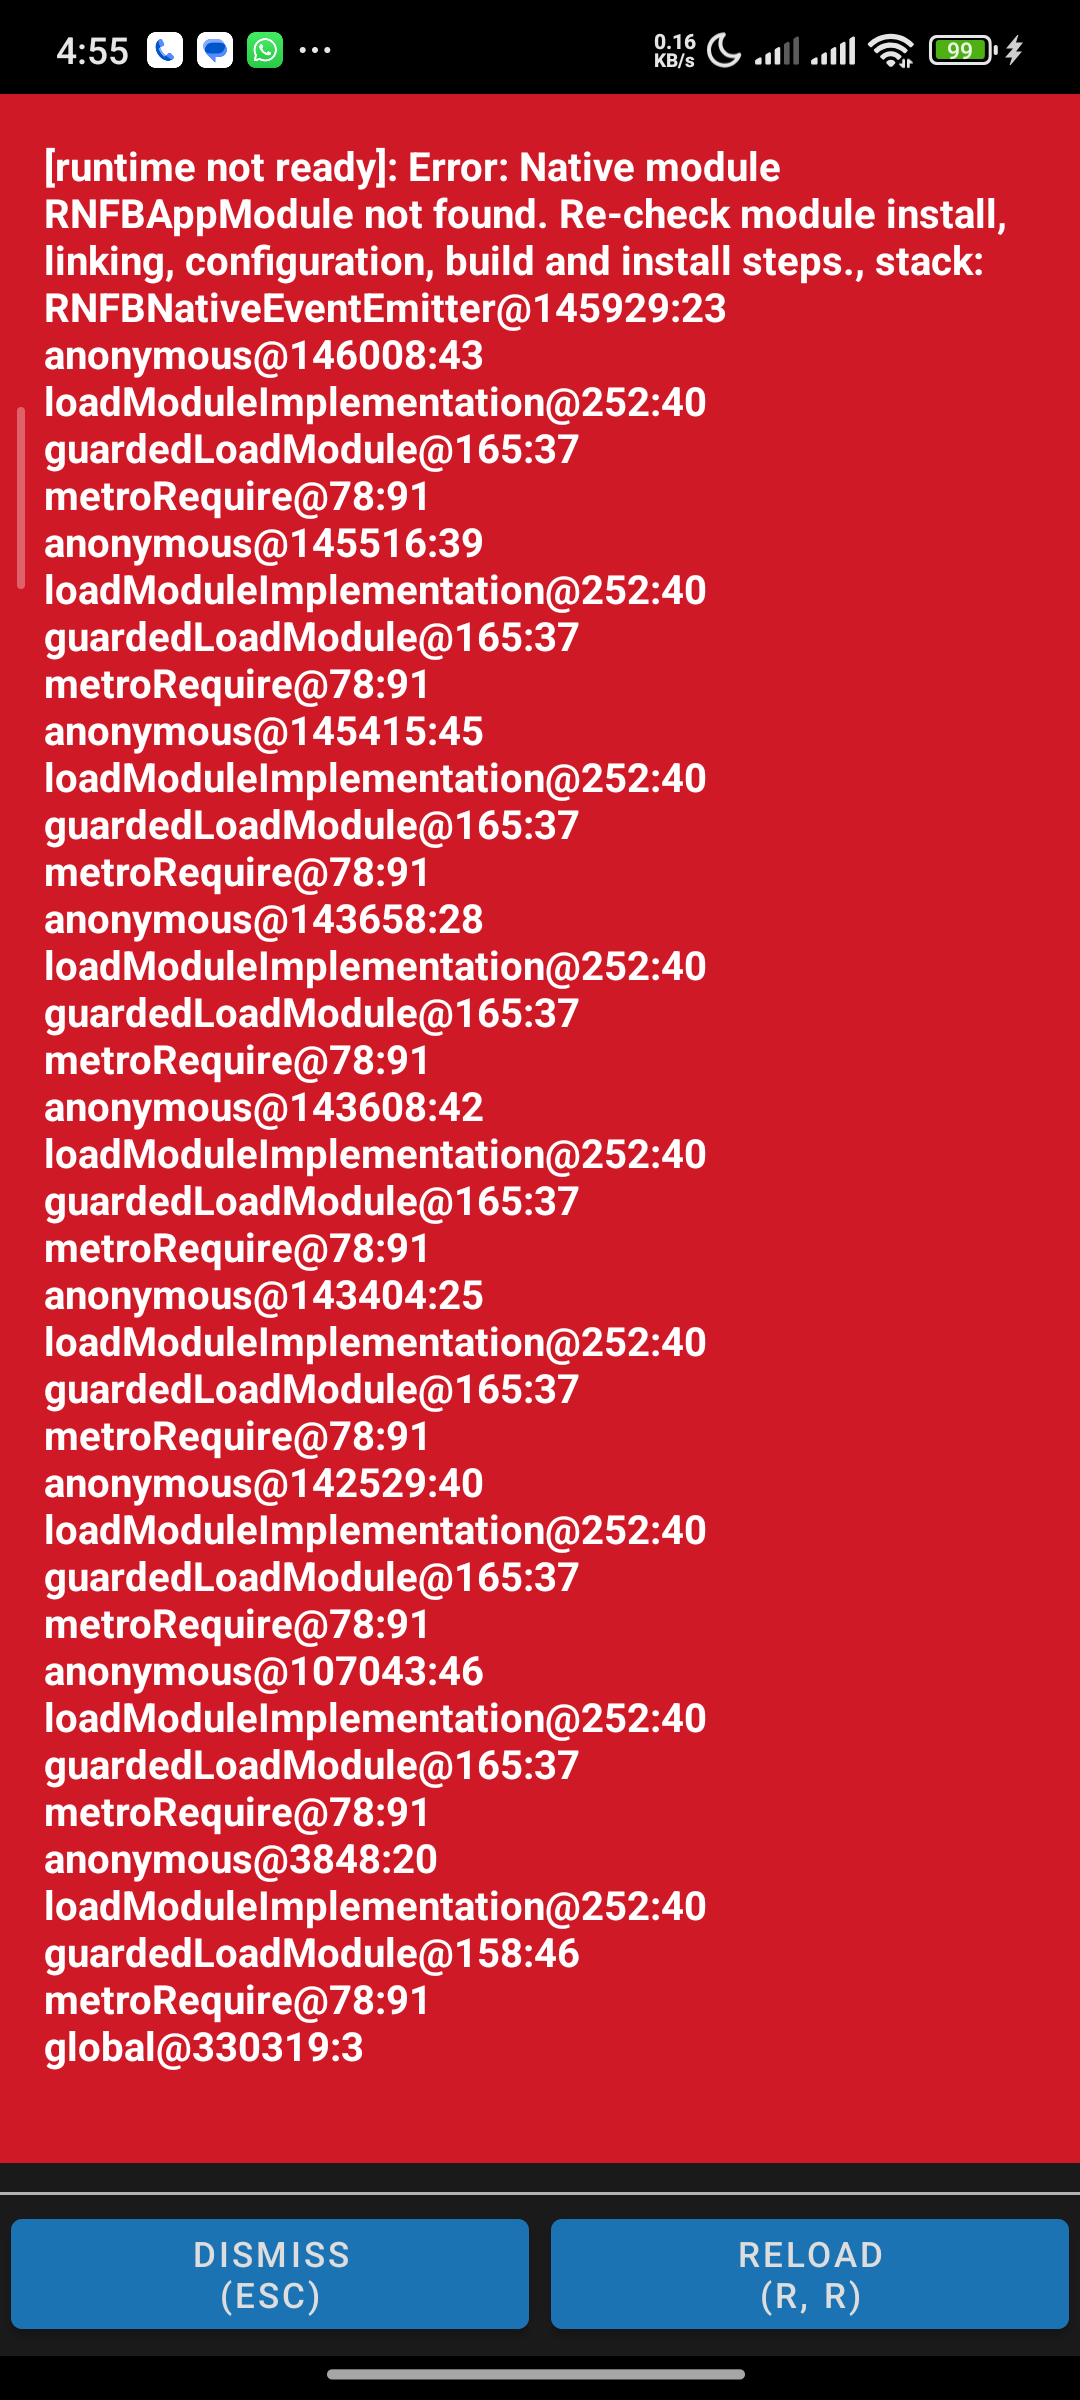 4:55
0.16
KB/s
99
[runtime not ready]: Error: Native module
RNFBAppModule not found. Re-check module install,
linking, configuration, build and install steps., stack:
RNFBNativeEventEmitter@145929:23
anonymous@146008:43
loadModuleImplementation@252:40
guardedLoadModule@165:37
metroRequire@78:91
anonymous@145516:39
loadModuleImplementation@252:40
guardedLoadModule@165:37
metroRequire@78:91
anonymous@145415:45
loadModuleImplementation@252:40
guardedLoadModule@165:37
metroRequire@78:91
anonymous@143658:28
loadModuleImplementation@252:40
guardedLoadModule@165:37
metroRequire@78:91
anonymous@143608:42
loadModuleImplementation@252:40
guardedLoadModule@165:37
metroRequire@78:91
anonymous@143404:25
loadModuleImplementation@252:40
guardedLoadModule@165:37
metroRequire@78:91
anonymous@142529:40
loadModuleImplementation@252:40
guardedLoadModule@165:37
metroRequire@78:91
anonymous@107043:46
loadModuleImplementation@252:40
guardedLoadModule@165:37
metroRequire@78:91
anonymous@3848:20
loadModuleImplementation@252:40
guardedLoadModule@158:46
metroRequire@78:91
global@330319:3
DISMISS
(ESC)
RELOAD
(R, R)